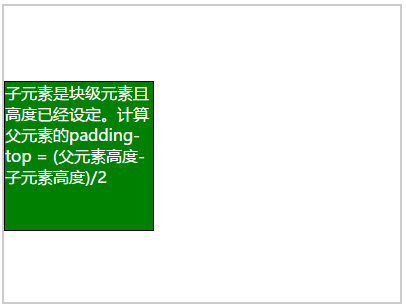 子元素是块级元素且
高度已经设定。计算
父元素的padding-
top = (父元素高度-
子元素高度)/2